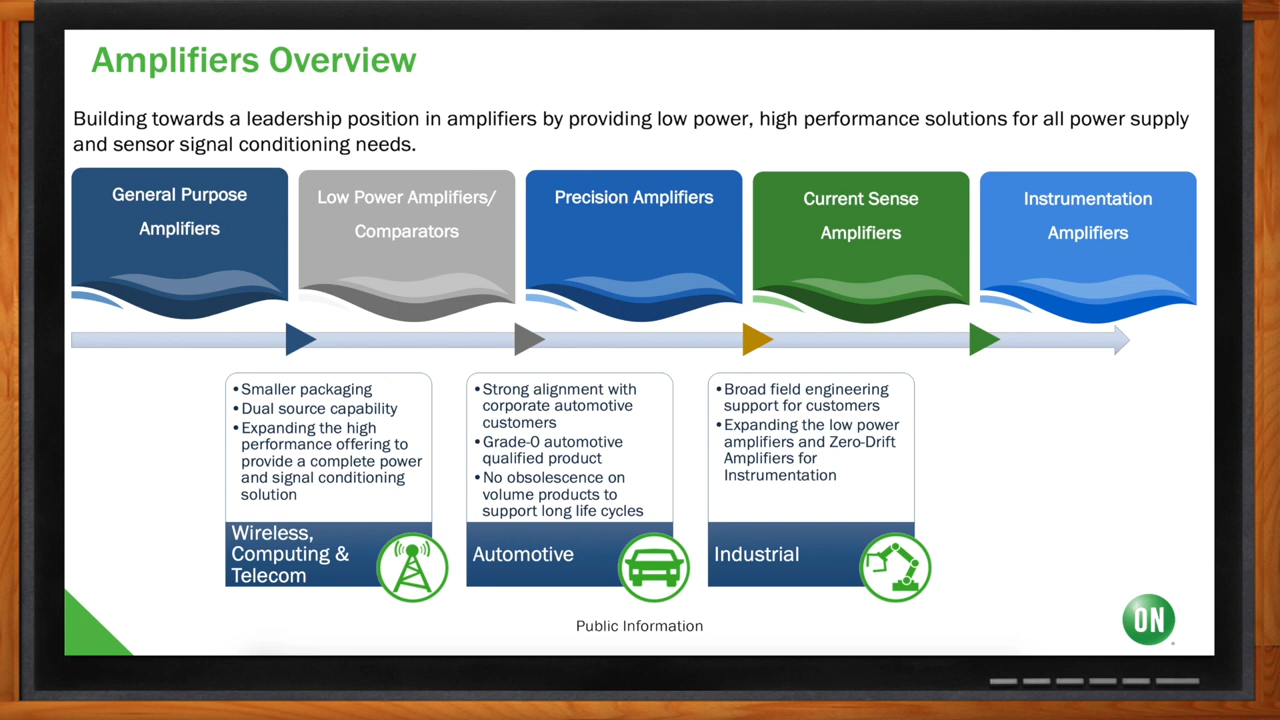 Amplifiers Overview
Building towards a leadership position in amplifiers by providing low power, high performance solutions for all power supply
and sensor signal conditioning needs.
General Purpose
Amplifiers
Low Power Amplifiers/
Comparators
Precision Amplifiers
Current Sense
Amplifiers
Instrumentation
Amplifiers
•Smaller packaging
•Dual source capability
•Expanding the high
performance offering to
provide a complete power
and signal conditioning
solution
Wireless,
Computing &
Telecom
•Strong alignment with
corporate automotive
customers
•Grade-0 automotive
qualified product
•No obsolescence on
volume products to
support long life cycles
Automotive
•Broad field engineering
support for customers
•Expanding the low power
amplifiers and Zero-Drift
Amplifiers for
Instrumentation
Industrial
Public Information
ON